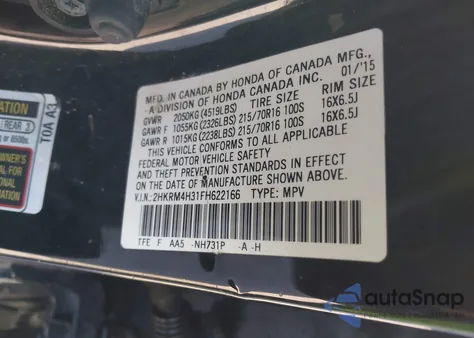 MFD. IN CANADA BY HONDA OF CANADA MFG.,
- A DIVISION OF HONDA CANADA INC. 01/'15
GVWR 2050KG (4519LBS) TIRE SIZE RIM SIZE
GAWR F 1055KG (2326LBS) 215/70R16 100S 16X6.5J
GAWR R 1015KG (2238LBS) 215/70R16 100S 16X6.5J
THIS VEHICLE CONFORMS TO ALL APPLICABLE
FEDERAL MOTOR VEHICLE SAFETY
AND THEFT PREVENTION STANDARDS IN EFFECT
ON THE DATE OF MANUFACTURE SHOWN ABOVE.
V.I.N.: 2HKRM4H31FH622166 TYPE: MPV
TFE F AA5 -NH731P -A -H
TOA A3
REAR 3
autoSnap